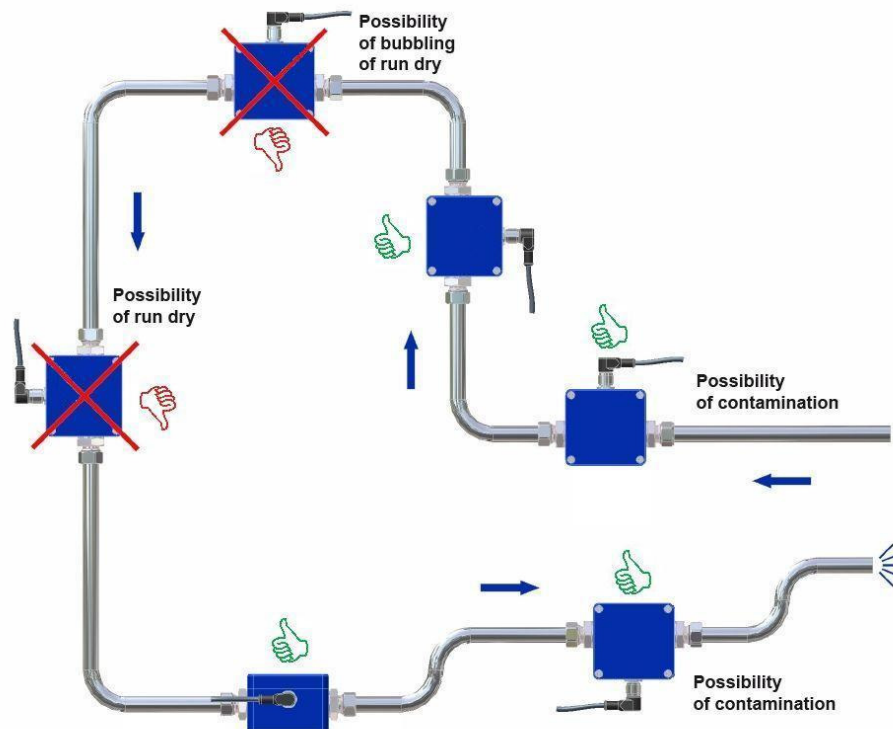 Possibility
of bubbling
of run dry
Possibility
of run dry
Possibility
of contamination
Possibility
of contamination